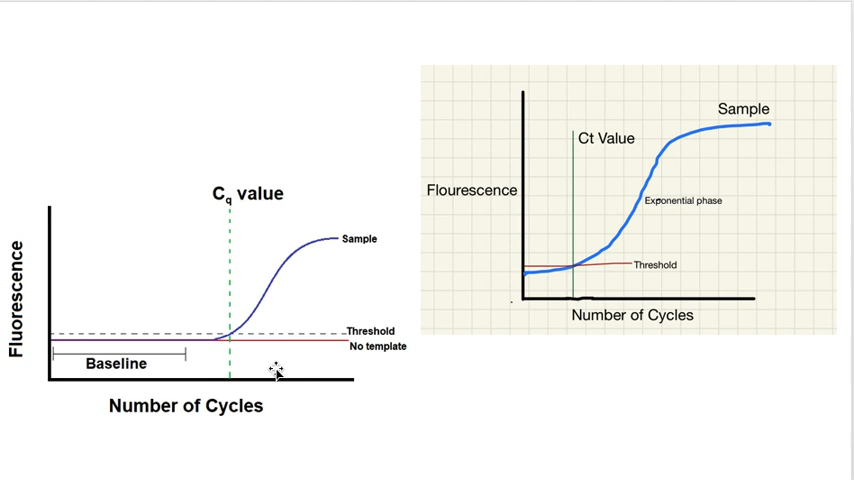 Cq value
Fluorescence
Sample
Threshold
No template
Baseline
Number of Cycles
Sample
Ct Value
Flourescence
Exponential phase
Threshold
Number of Cycles